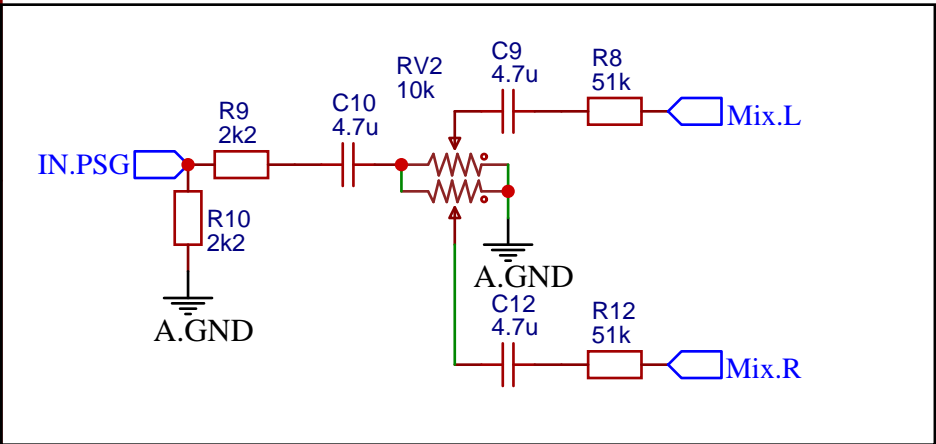 C9
4.7u
R8
51k
RV2
10k
Mix.L
C10
4.7u
R9
2k2
IN.PSG
R10
2k2
A.GND
A.GND
C12
4.7u
R12
51k
Mix.R